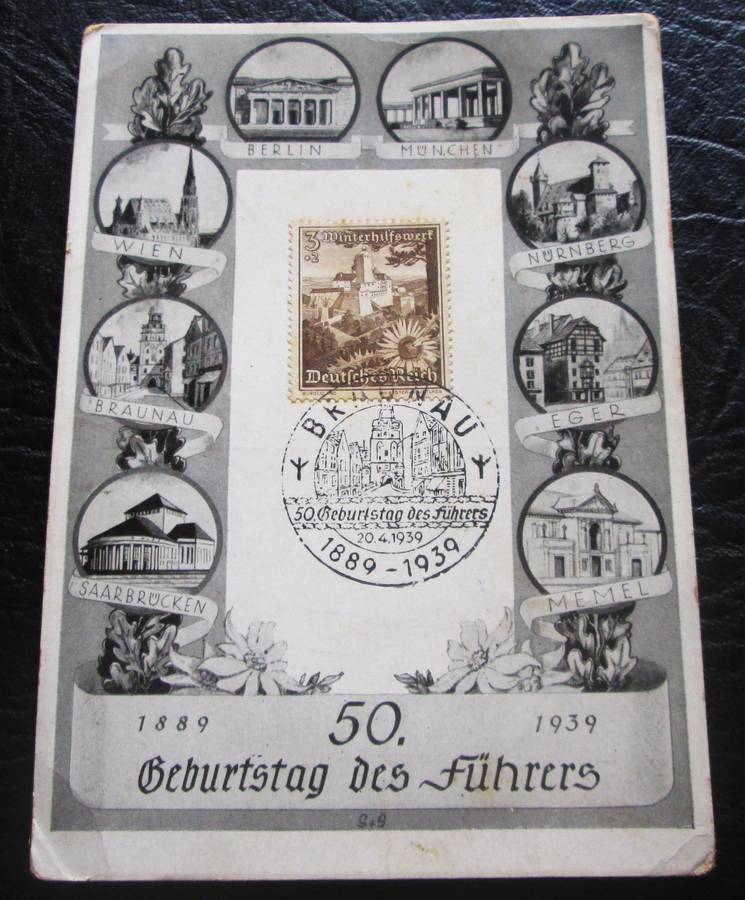 BERLIN
MÜNCHEN
WIEN
NÜRNBERG
3 Winterhilfswerk
+2
Deutsches Reich
BRAUNAU
EGER
BRAUNAU
50. Geburtstag des Führers
20.4.1939
1889-1939
SAARBRÜCKEN
MEMEL
1889 50. 1939
Geburtstag des Führers